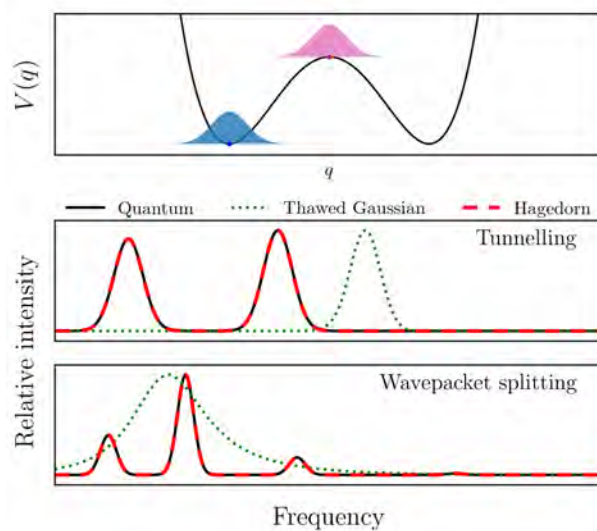 V(q)
q
Quantum Thawed Gaussian Hagedorn
Tunnelling
Relative intensity
Wavepacket splitting
Frequency